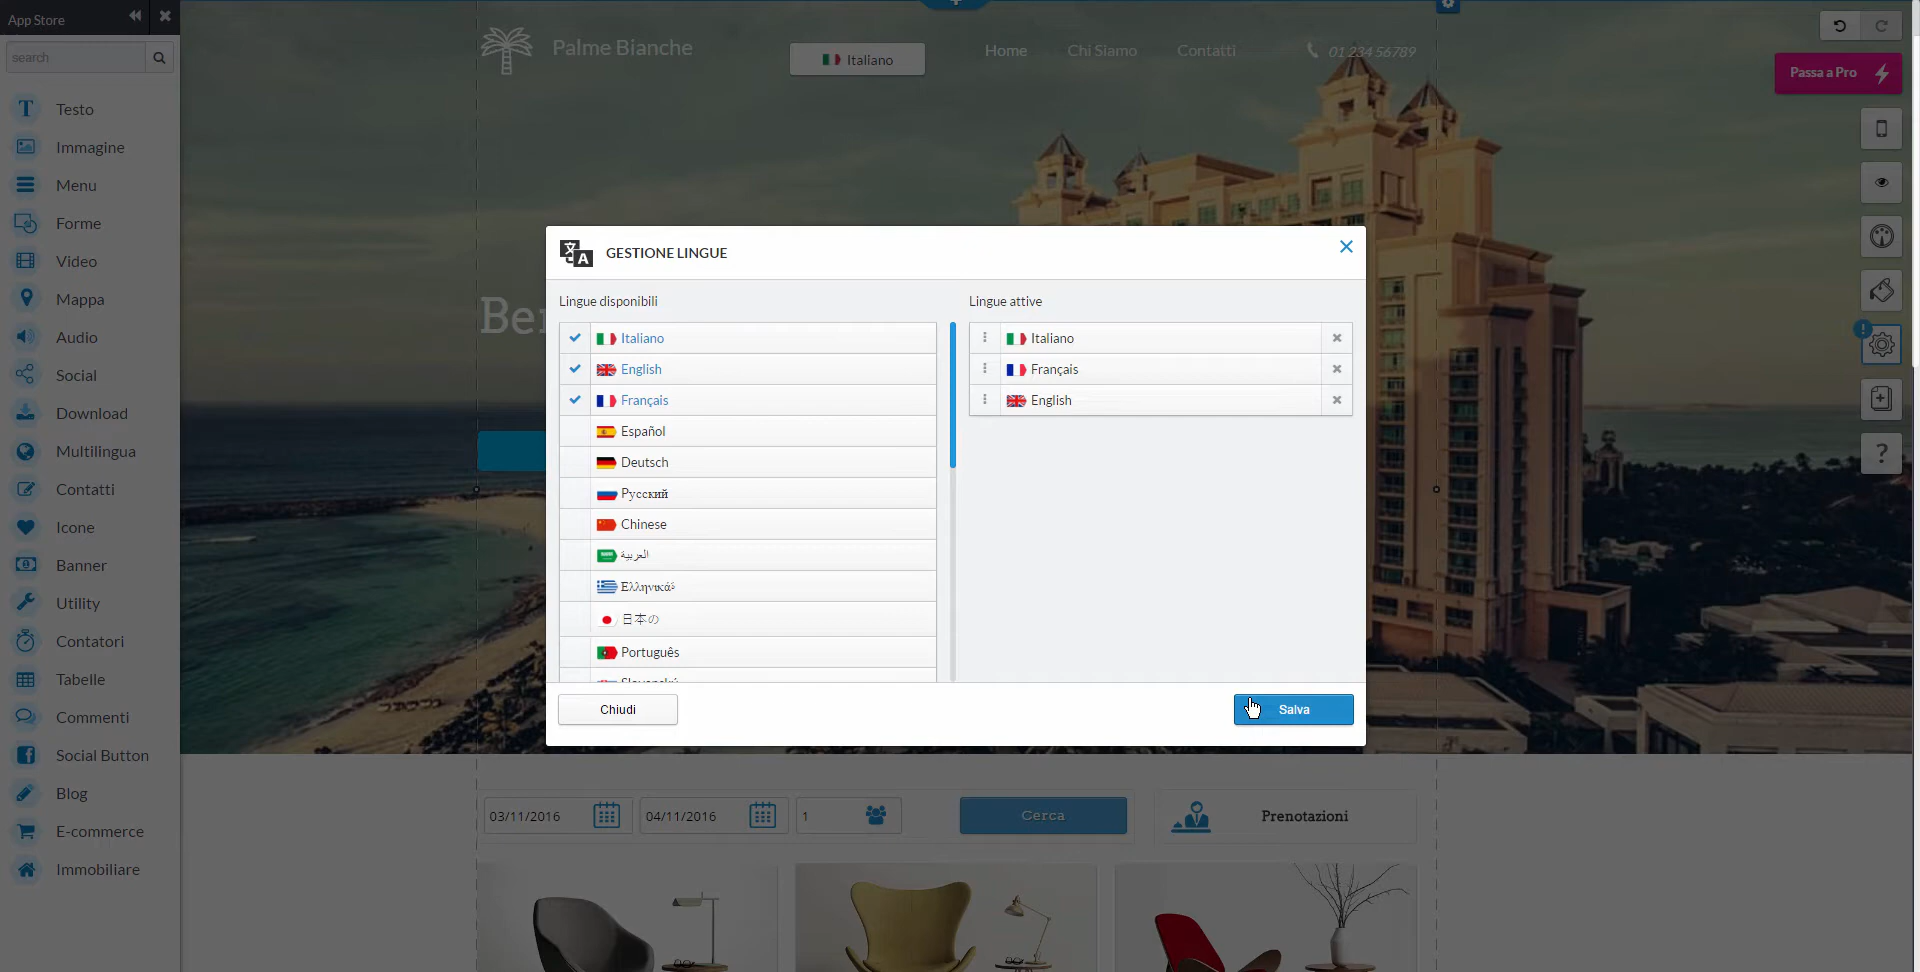 App Store
search
Testo
Immagine
Menu
Forme
Video
Mappa
Audio
Social
Download
Multilingua
Contatti
Icone
Banner
Utility
Contatori
Tabelle
Commenti
Social Button
Blog
E-commerce
Immobiliare
Palme Bianche
Italiano
Home
Chi Siamo
Contatti
01 234 56789
Passa a Pro
GESTIONE LINGUE
Lingue disponibili
Italiano
English
Français
Español
Deutsch
Русский
Chinese
العربية
日本の
Português
Lingue attive
Italiano
Français
English
Chiudi
Salva
03/11/2016
04/11/2016
1
Cerca
Prenotazioni